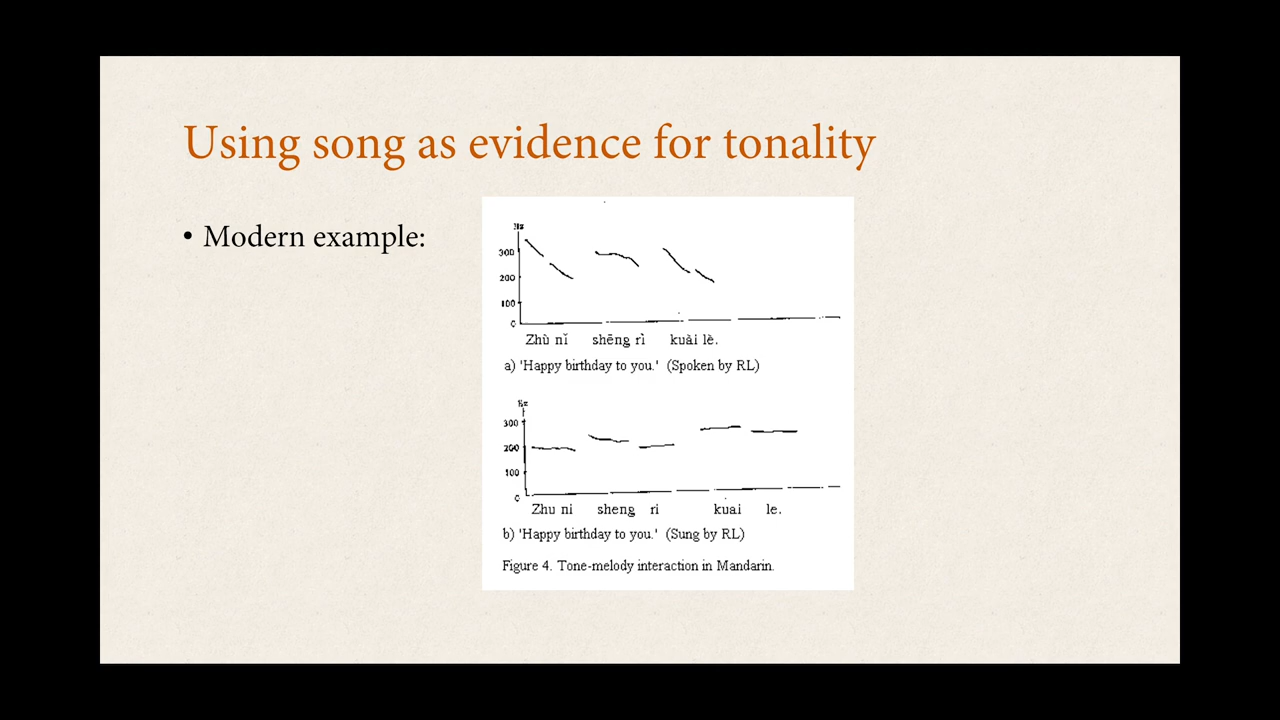 Using song as evidence for tonality
• Modern example:
Hz
300
200
100
0
Zhù nǐ shēng rì kuài lè.
a) 'Happy birthday to you.' (Spoken by RL)
Hz
300
200
100
0
Zhu ni sheng ri kuai le.
b) 'Happy birthday to you.' (Sung by RL)
Figure 4. Tone-melody interaction in Mandarin.